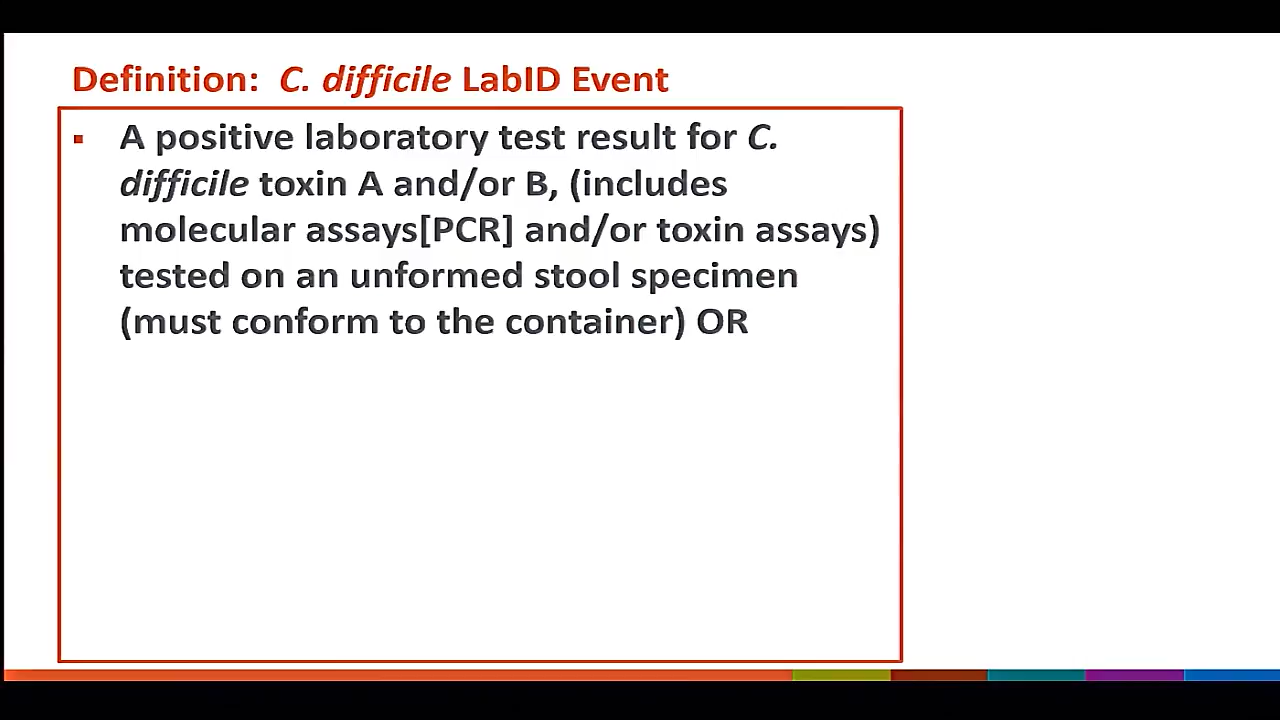 Definition: C. difficile LabID Event
▪ A positive laboratory test result for C.
difficile toxin A and/or B, (includes
molecular assays[PCR] and/or toxin assays)
tested on an unformed stool specimen
(must conform to the container) OR